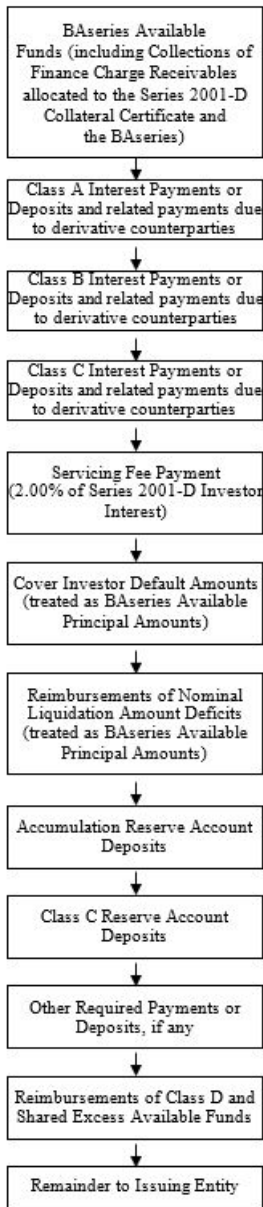 BAseries Available
Funds (including Collections of
Finance Charge Receivables
allocated to the Series 2001-D
Collateral Certificate and
the BAseries)
Class A Interest Payments or
Deposits and related payments due
to derivative counterparties
Class B Interest Payments or
Deposits and related payments due
to derivative counterparties
Class C Interest Payments or
Deposits and related payments due
to derivative counterparties
Servicing Fee Payment
(2.00% of Series 2001-D Investor
Interest)
Cover Investor Default Amounts
(treated as BAseries Available
Principal Amounts)
Reimbursements of Nominal
Liquidation Amount Deficits
(treated as BAseries Available
Principal Amounts)
Accumulation Reserve Account
Deposits
Class C Reserve Account
Deposits
Other Required Payments or
Deposits, if any
Reimbursements of Class D and
Shared Excess Available Funds
Remainder to Issuing Entity